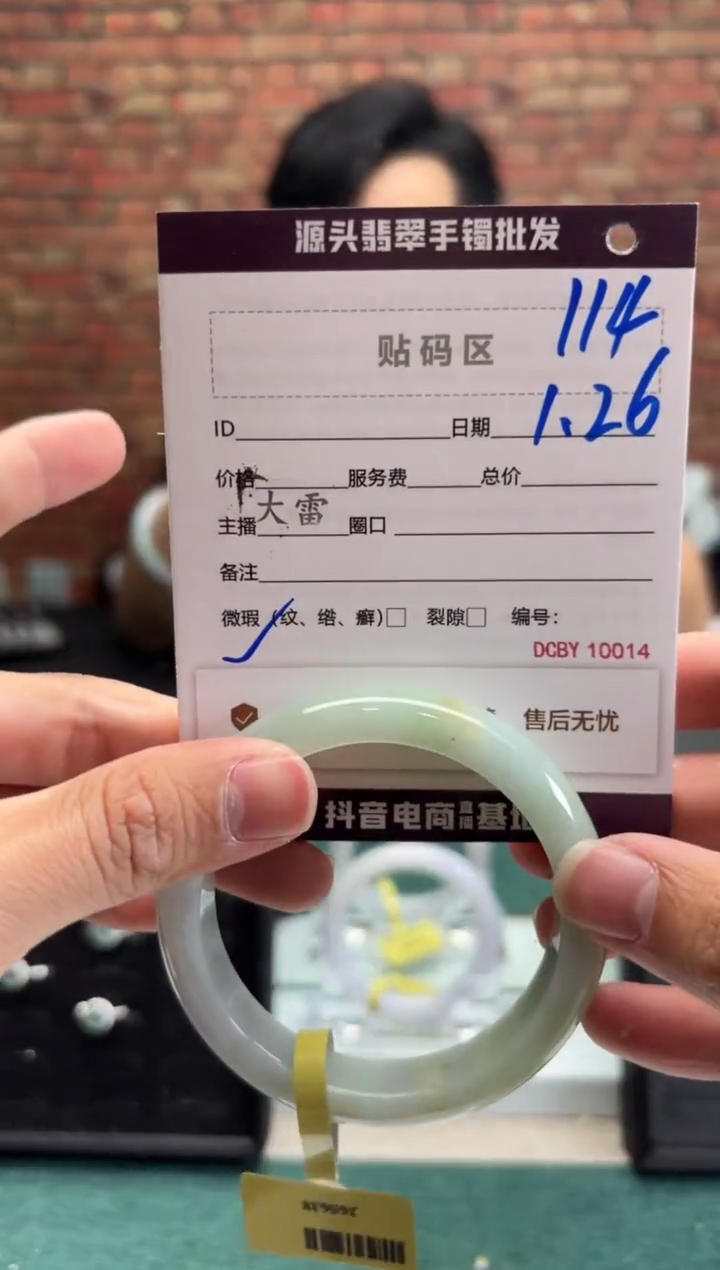 源头翡翠手镯批发
114
贴码区
1.26
ID 日期
价格 服务费 总价
大雷
主播 圈口
备注
微瑕（纹、绺、癣）□ 裂隙□ 编号：
DCBY 10014
售后无忧
抖音电商直播基地